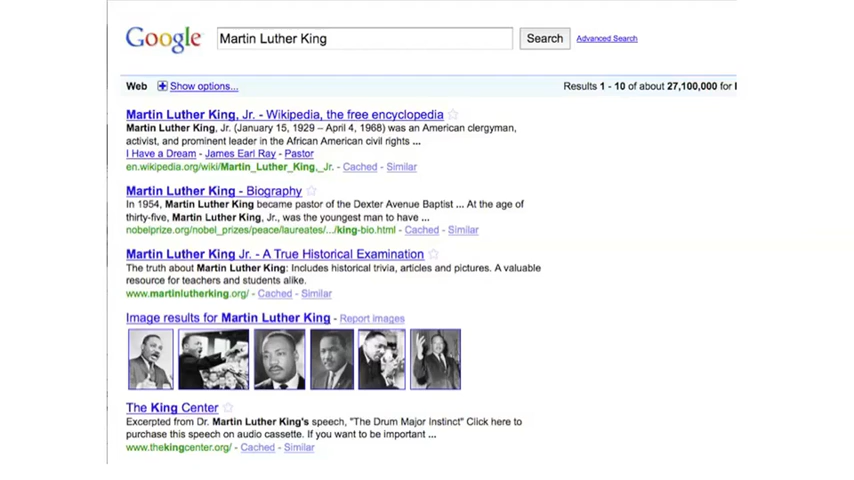 Google Martin Luther King Search Advanced Search
Web Show options... Results 1 - 10 of about 27,100,000 for
Martin Luther King, Jr. - Wikipedia, the free encyclopedia
Martin Luther King, Jr. (January 15, 1929 – April 4, 1968) was an American clergyman,
activist, and prominent leader in the African American civil rights ...
I Have a Dream - James Earl Ray - Pastor
en.wikipedia.org/wiki/Martin_Luther_King,_Jr. - Cached - Similar
Martin Luther King - Biography
In 1954, Martin Luther King became pastor of the Dexter Avenue Baptist ... At the age of
thirty-five, Martin Luther King, Jr., was the youngest man to have ...
nobelprize.org/nobel_prizes/peace/laureates/.../king-bio.html - Cached - Similar
Martin Luther King Jr. - A True Historical Examination
The truth about Martin Luther King: Includes historical trivia, articles and pictures. A valuable
resource for teachers and students alike.
www.martinlutherking.org/ - Cached - Similar
Image results for Martin Luther King - Report images
The King Center
Excerpted from Dr. Martin Luther King's speech, "The Drum Major Instinct" Click here to
purchase this speech on audio cassette. If you want to be important ...
www.thekingcenter.org/ - Cached - Similar